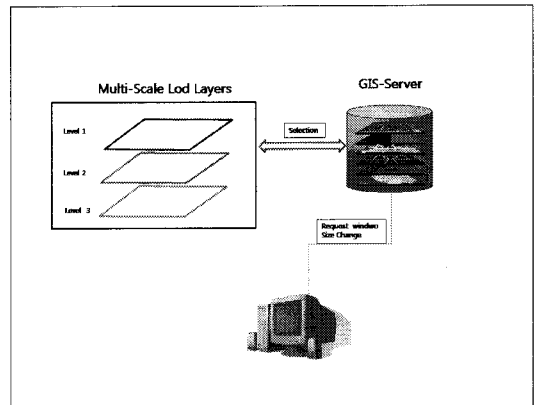 Multi-Scale Lod Layers
GIS-Server
Level 1
Selection
Level 2
Level 3
Request window
Size Change